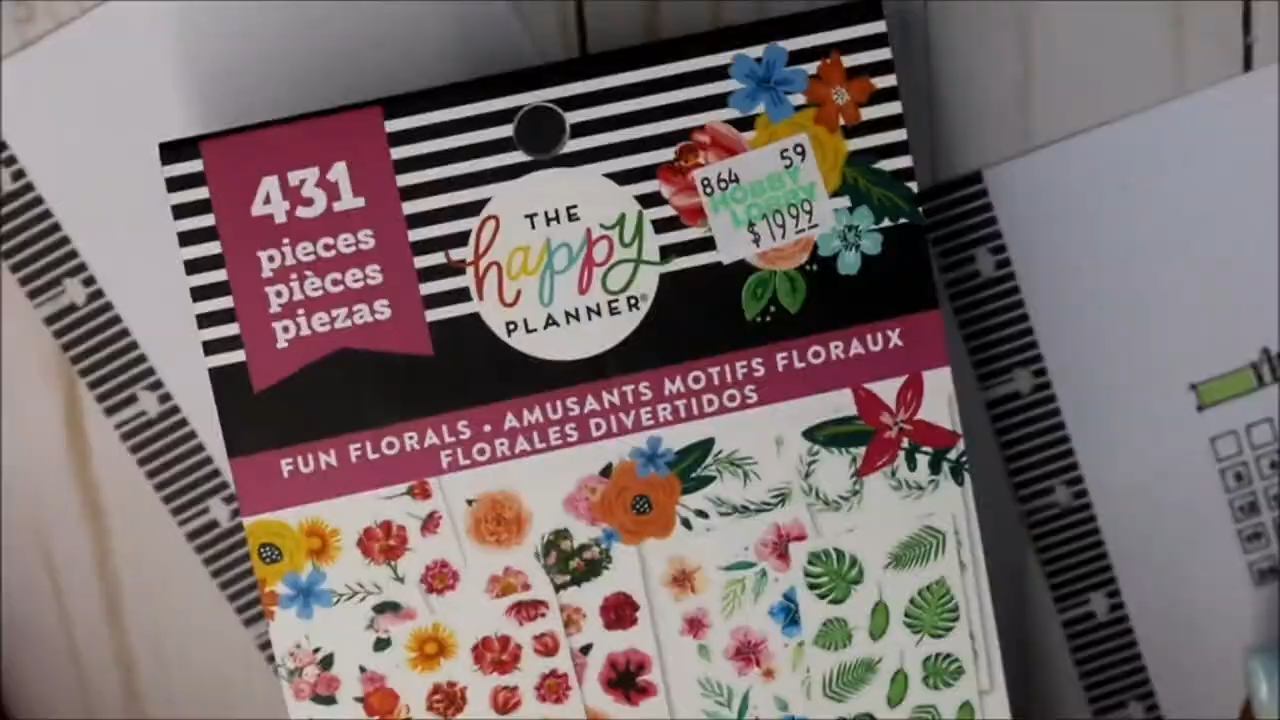 431
pieces
pièces
piezas
THE
happy
PLANNER®
864 59
HOBBY
LOBBY
$19.99
FUN FLORALS • AMUSANTS MOTIFS FLORAUX
FLORALES DIVERTIDOS